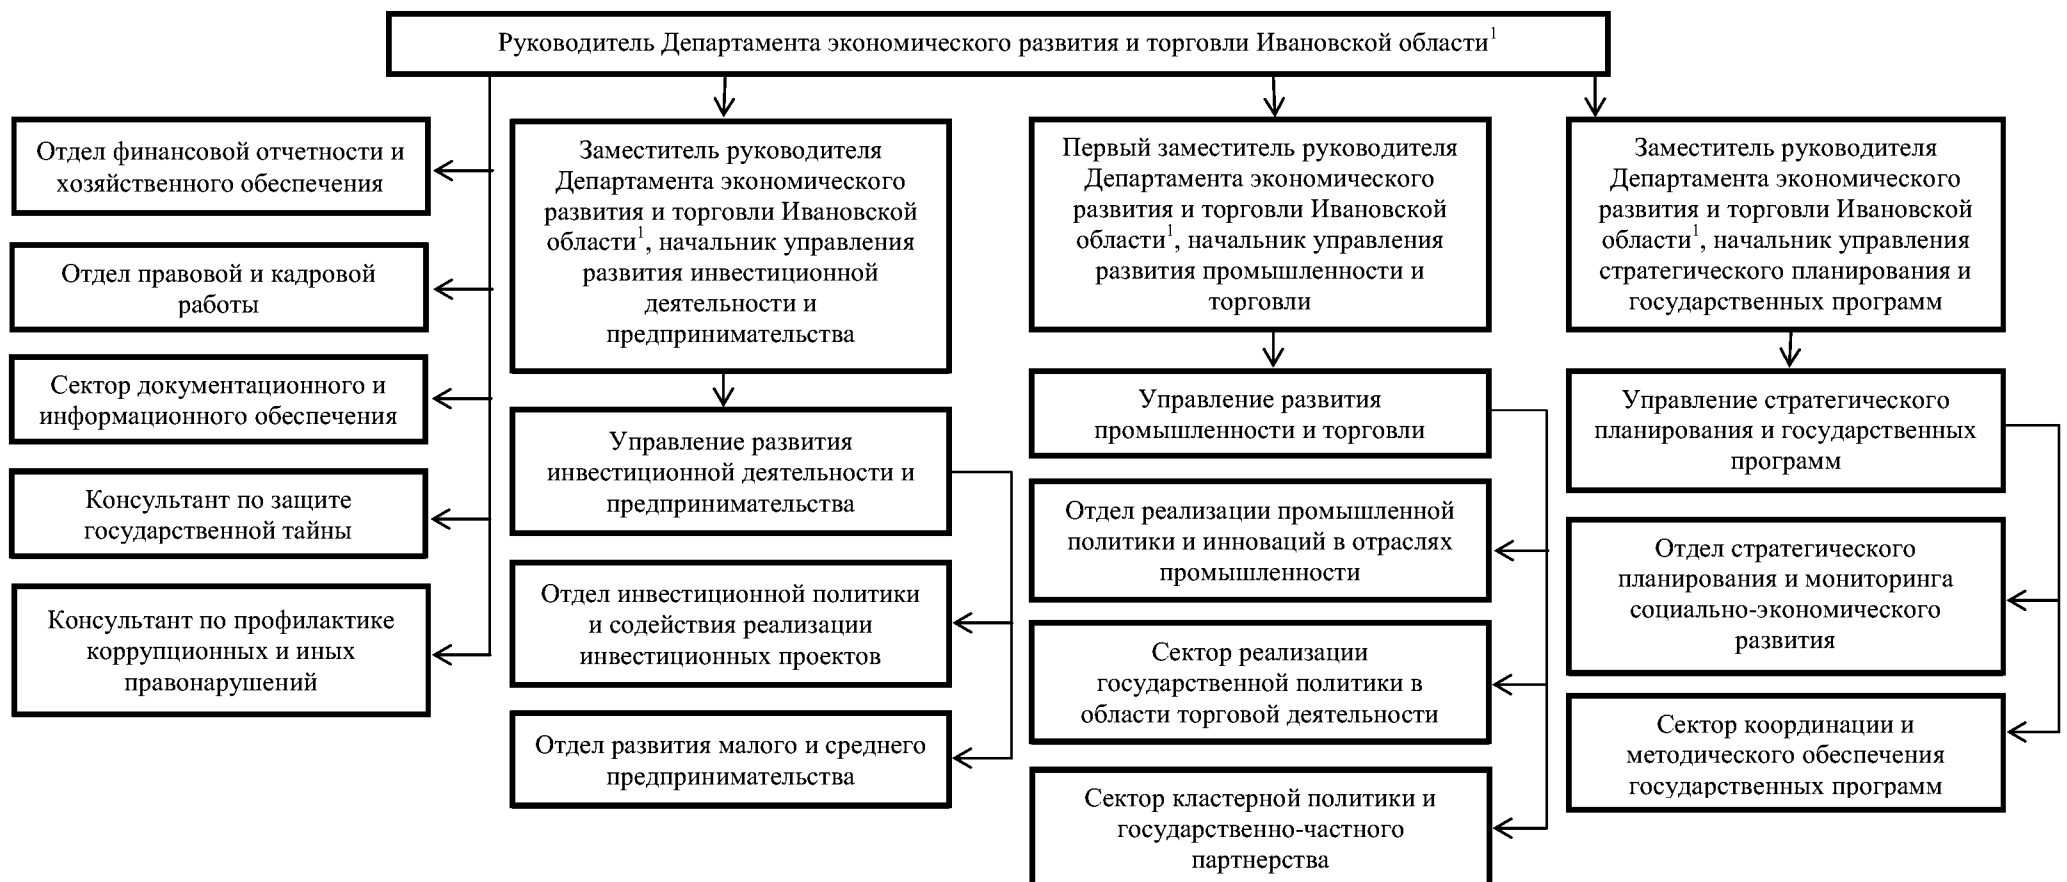 Руководитель Департамента экономического развития и торговли Ивановской области¹
Отдел финансовой отчетности и
хозяйственного обеспечения
Отдел правовой и кадровой
работы
Сектор документационного и
информационного обеспечения
Консультант по защите
государственной тайны
Консультант по профилактике
коррупционных и иных
правонарушений
Заместитель руководителя
Департамента экономического
развития и торговли Ивановской
области¹, начальник управления
развития инвестиционной
деятельности и
предпринимательства
Управление развития
инвестиционной деятельности и
предпринимательства
Отдел инвестиционной политики
и содействия реализации
инвестиционных проектов
Отдел развития малого и среднего
предпринимательства
Первый заместитель руководителя
Департамента экономического
развития и торговли Ивановской
области¹, начальник управления
развития промышленности и
торговли
Управление развития
промышленности и торговли
Отдел реализации промышленной
политики и инноваций в отраслях
промышленности
Сектор реализации
государственной политики в
области торговой деятельности
Сектор кластерной политики и
государственно-частного
партнерства
Заместитель руководителя
Департамента экономического
развития и торговли Ивановской
области¹, начальник управления
стратегического планирования и
государственных программ
Управление стратегического
планирования и государственных
программ
Отдел стратегического
планирования и мониторинга
социально-экономического
развития
Сектор координации и
методического обеспечения
государственных программ